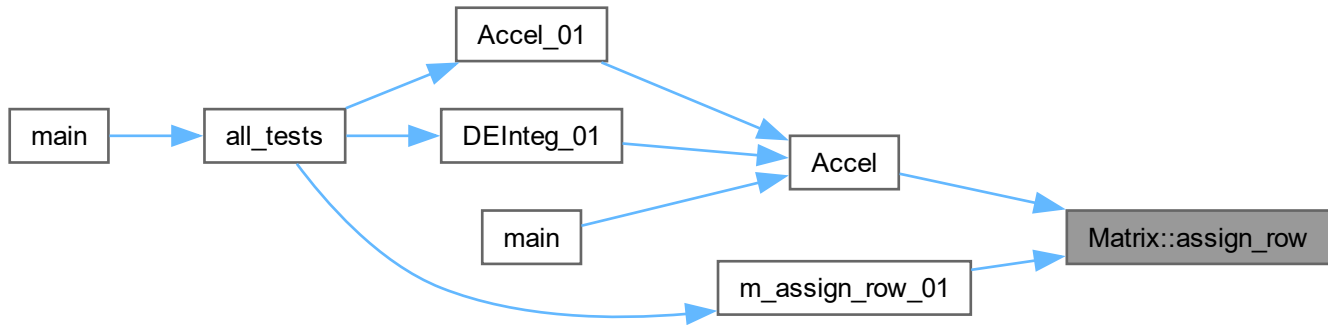 Accel_01
main
all_tests
DEInteg_01
Accel
main
Matrix::assign_row
m_assign_row_01